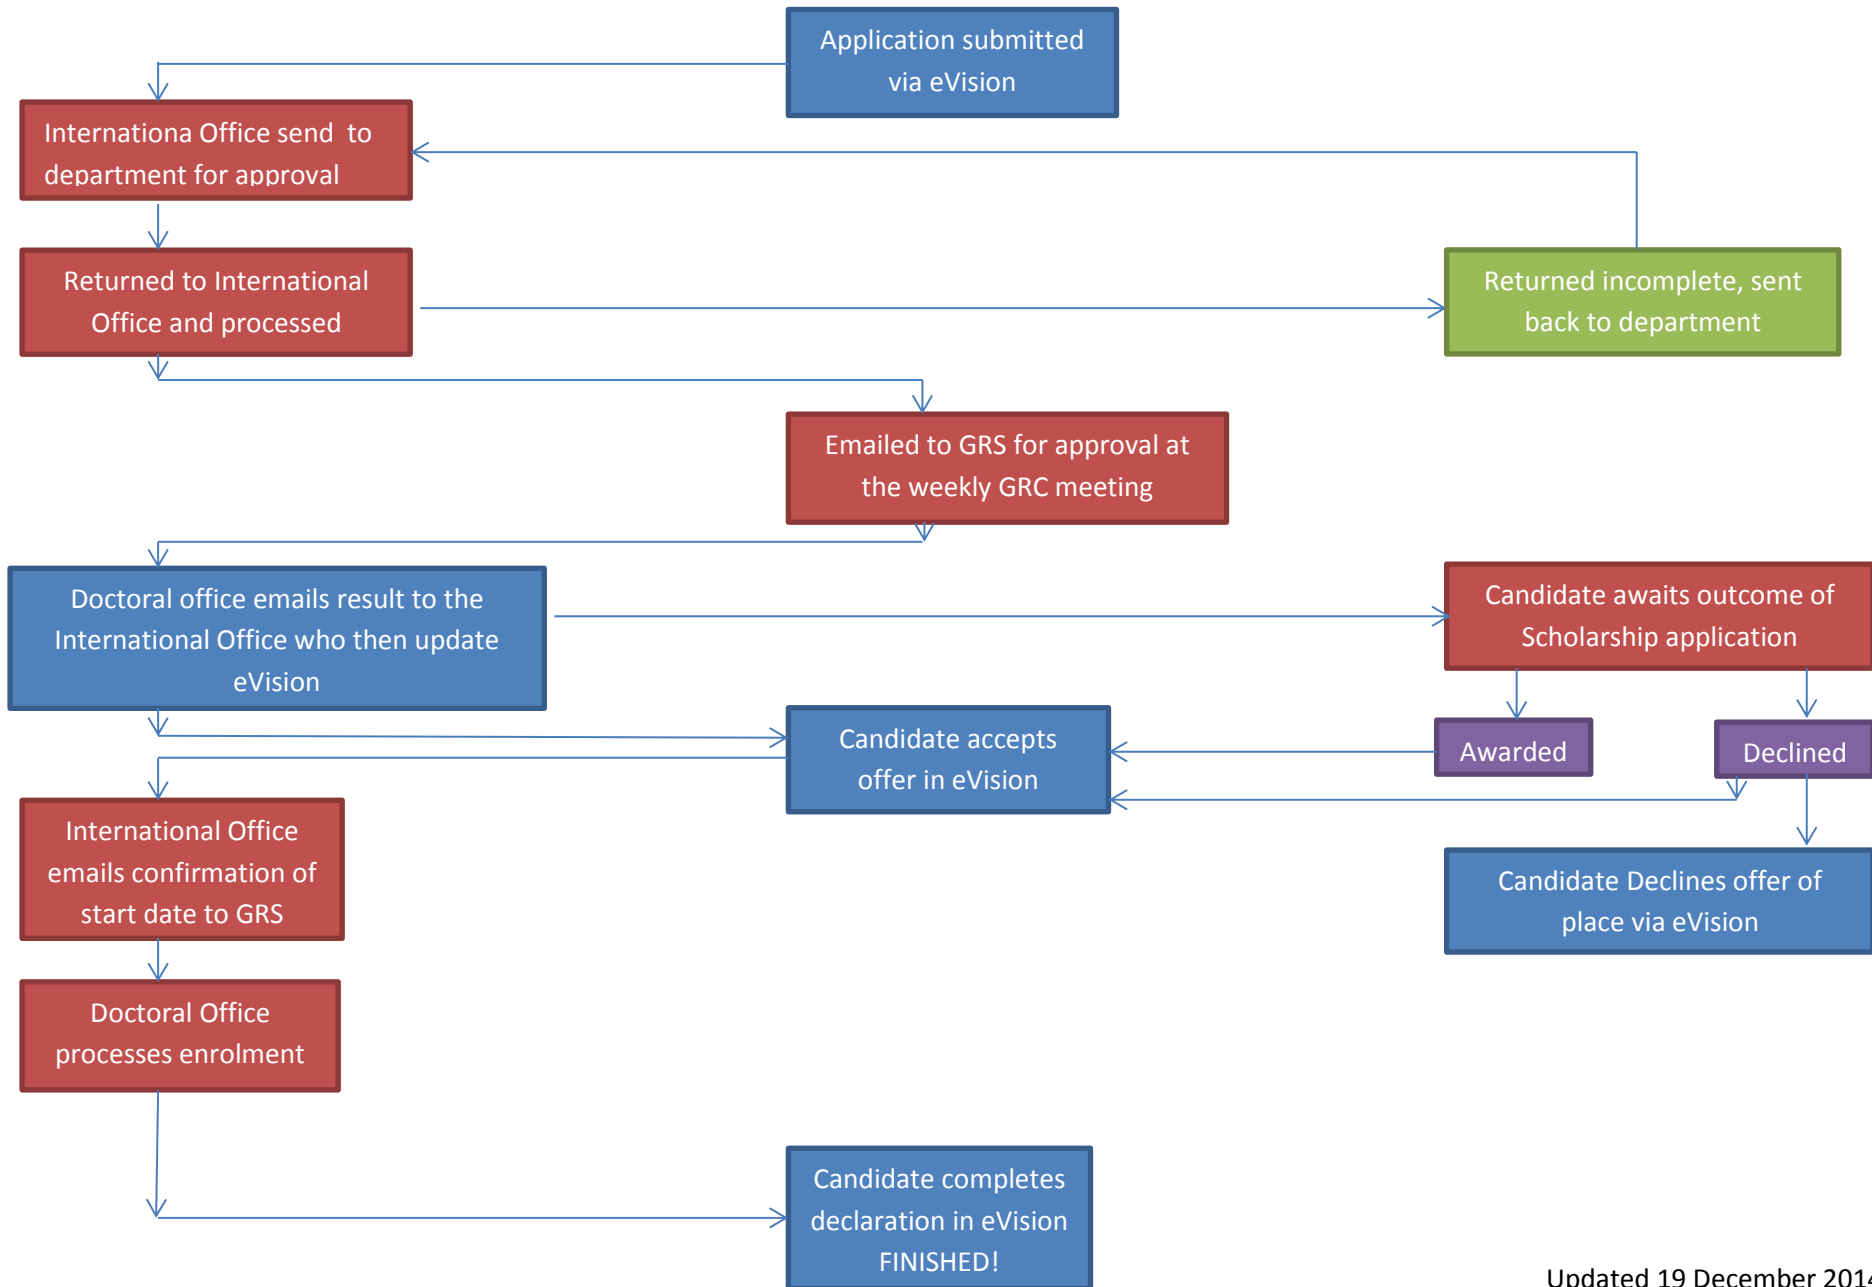 Application submitted
via eVision
Internationa Office send  to
department for approval
Returned to International
Office and processed
Returned incomplete, sent
back to department
Emailed to GRS for approval at
the weekly GRC meeting
Doctoral office emails result to the
International Office who then update
eVision
Candidate awaits outcome of
Scholarship application
Awarded
Declined
Candidate accepts
offer in eVision
International Office
emails confirmation of
start date to GRS
Candidate Declines offer of
place via eVision
Doctoral Office
processes enrolment
Candidate completes
declaration in eVision
FINISHED!
Updated 19 December 2014